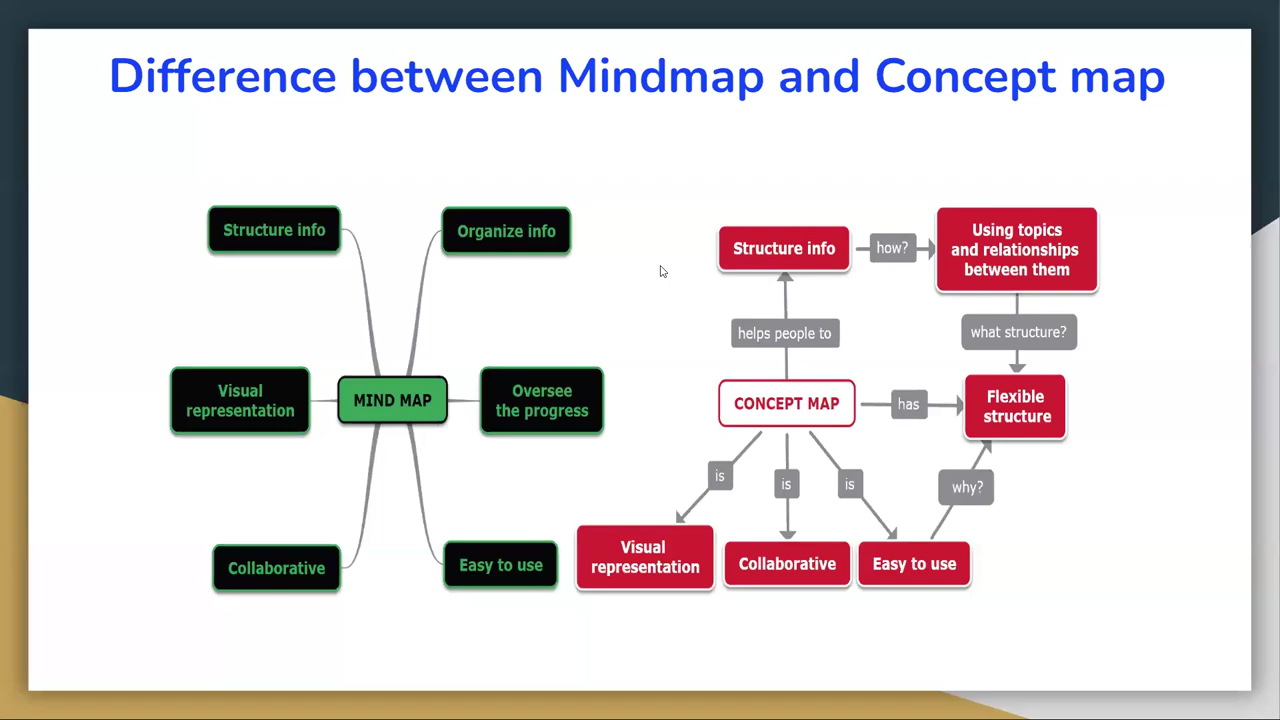 Difference between Mindmap and Concept map
Structure info
Organize info
Visual
representation
MIND MAP
Oversee
the progress
Collaborative
Easy to use
Structure info
how?
Using topics
and relationships
between them
helps people to
what structure?
CONCEPT MAP
has
Flexible
structure
is
is
is
why?
Visual
representation
Collaborative
Easy to use